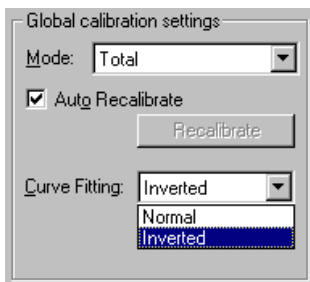 Global calibration settings
Mode: Total
Auto Recalibrate
Recalibrate
Curve Fitting: Inverted
Normal
Inverted